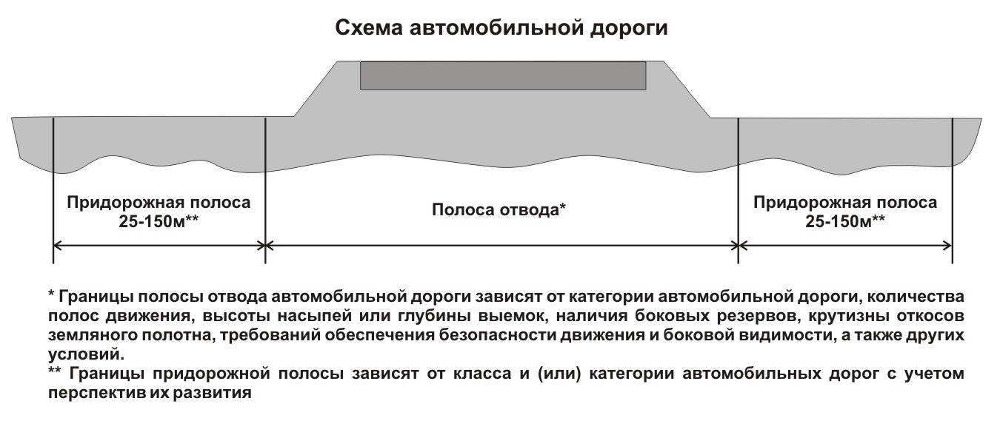 Схема автомобильной дороги
Придорожная полоса
25-150м**
Полоса отвода*
Придорожная полоса
25-150м**
* Границы полосы отвода автомобильной дороги зависят от категории автомобильной дороги, количества
полос движения, высоты насыпей или глубины выемок, наличия боковых резервов, крутизны откосов
земляного полотна, требований обеспечения безопасности движения и боковой видимости, а также других
условий.
** Границы придорожной полосы зависят от класса и (или) категории автомобильных дорог с учетом
перспектив их развития